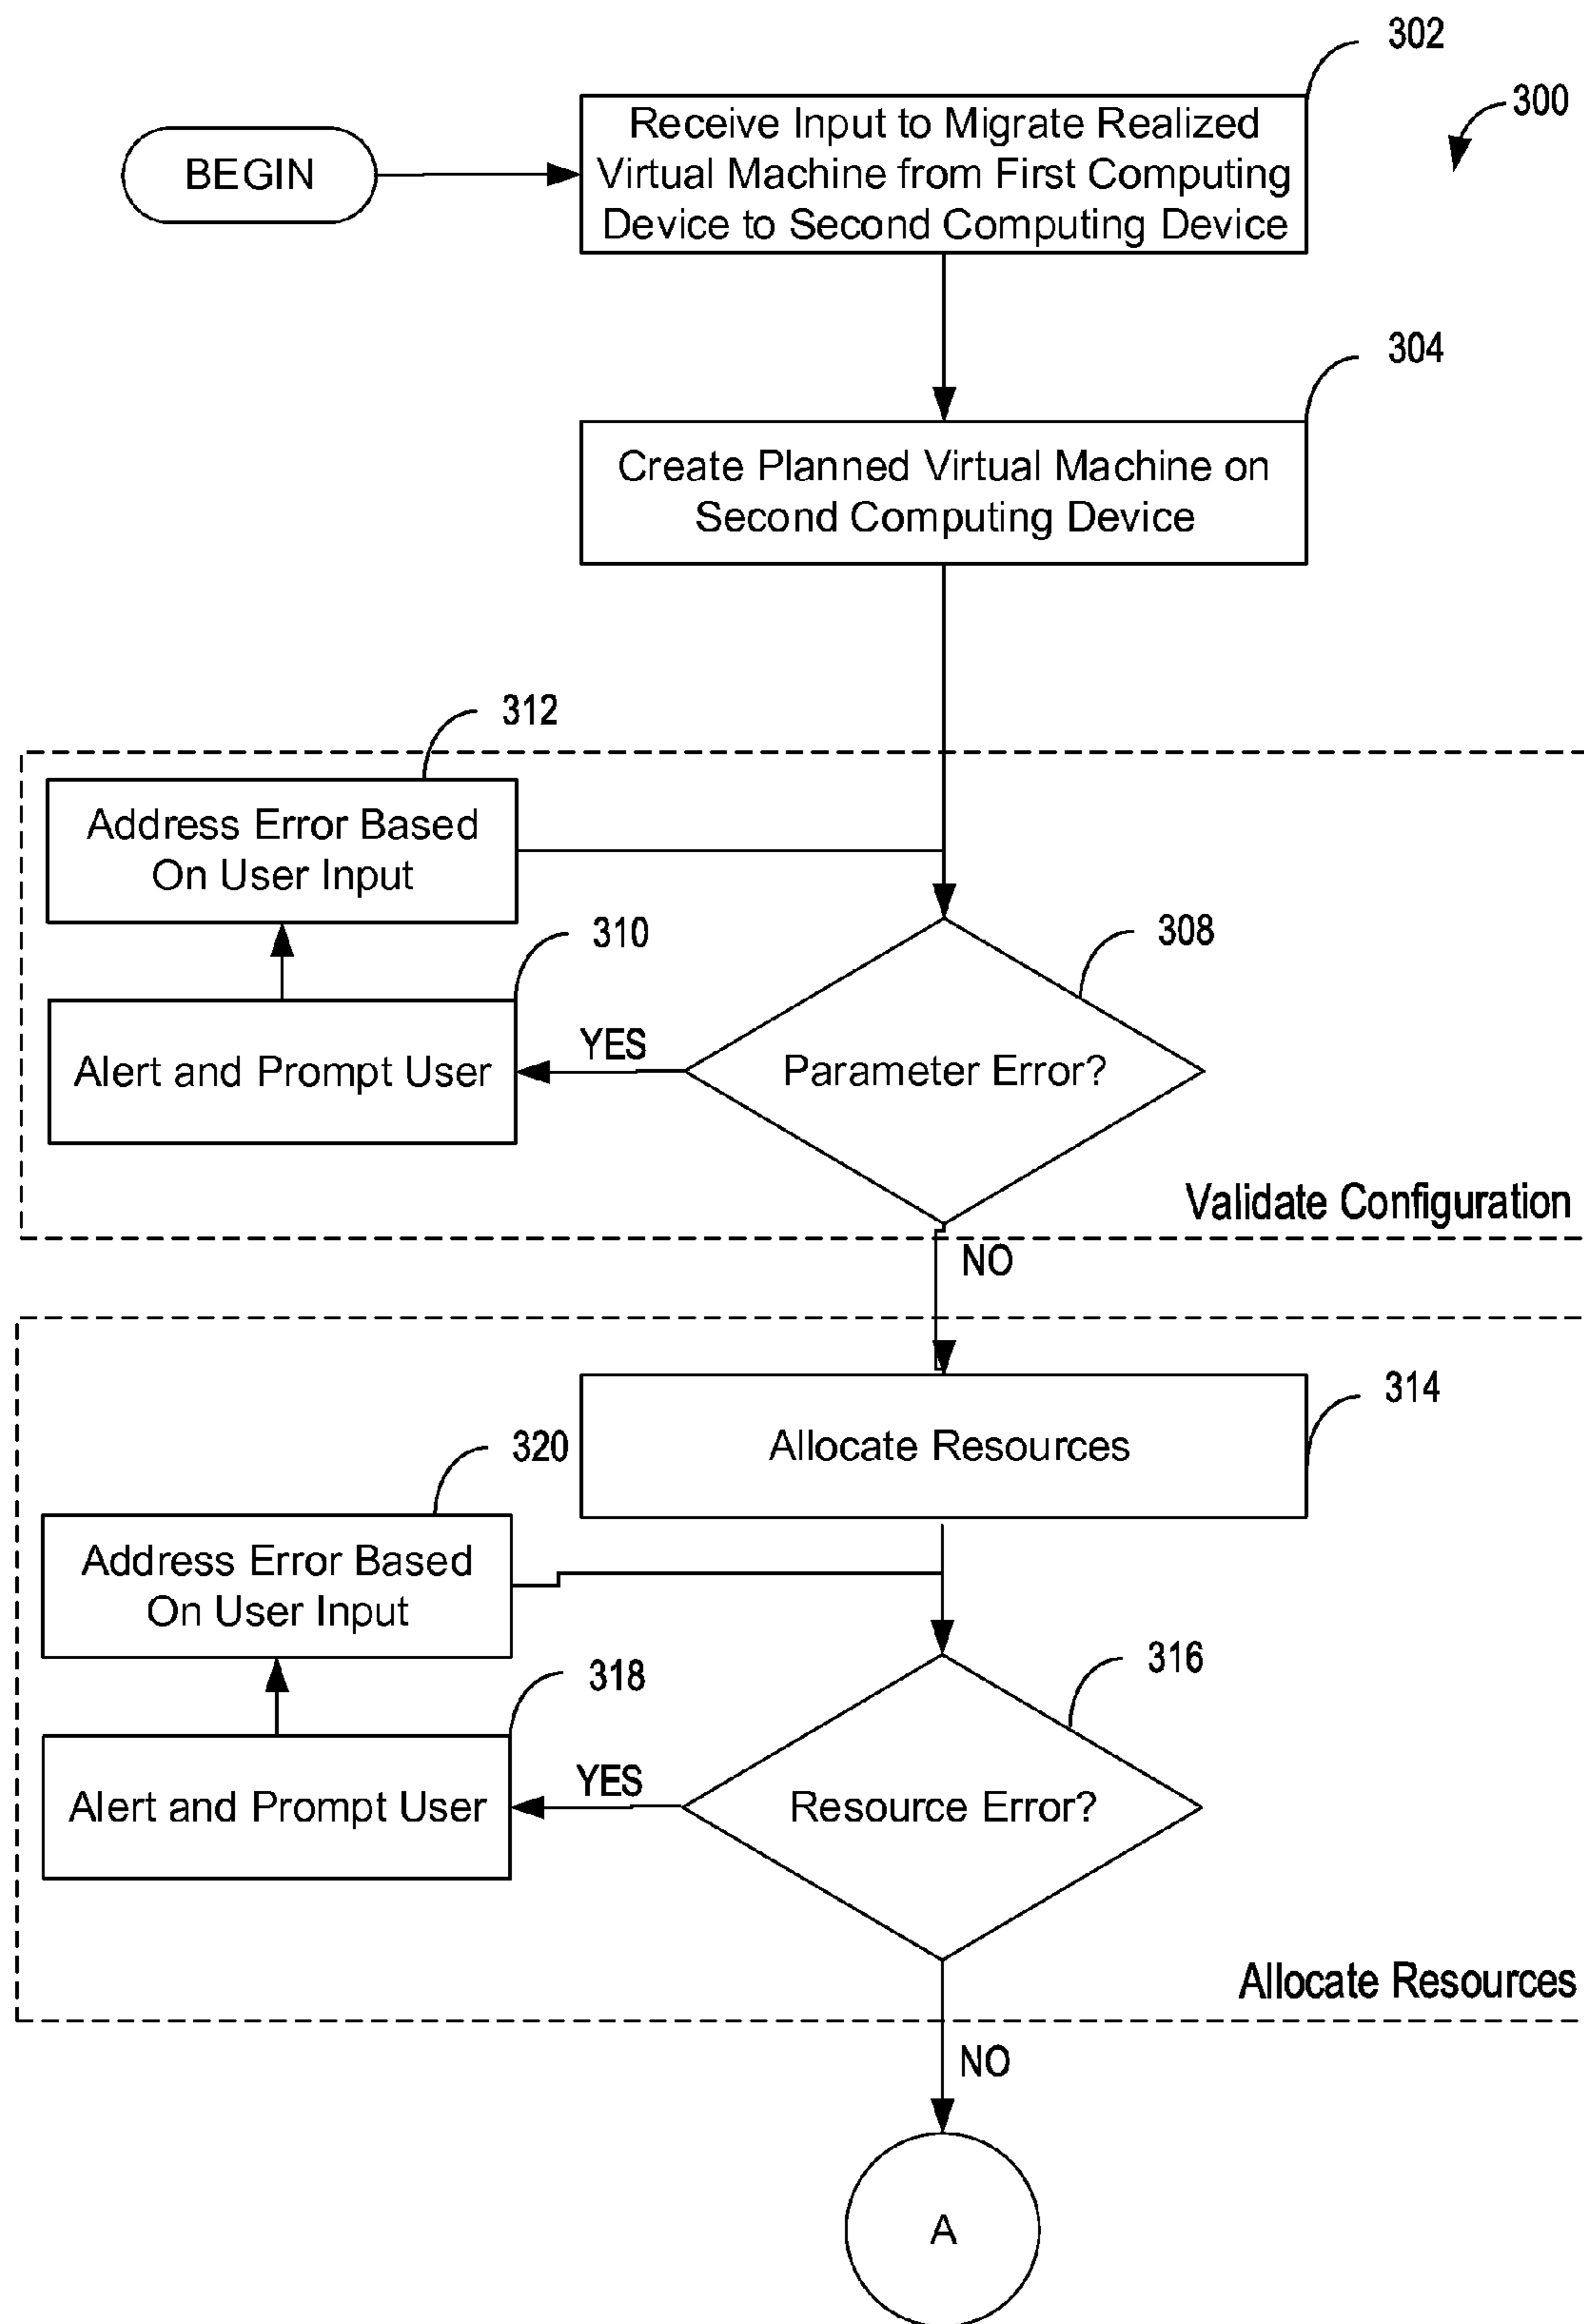 302
300
BEGIN
Receive Input to Migrate Realized
Virtual Machine from First Computing
Device to Second Computing Device
304
Create Planned Virtual Machine on
Second Computing Device
312
Address Error Based
On User Input
310
308
Alert and Prompt User
YES
Parameter Error?
Validate Configuration
NO
314
Allocate Resources
320
Address Error Based
On User Input
318
316
Alert and Prompt User
YES
Resource Error?
Allocate Resources
NO
A